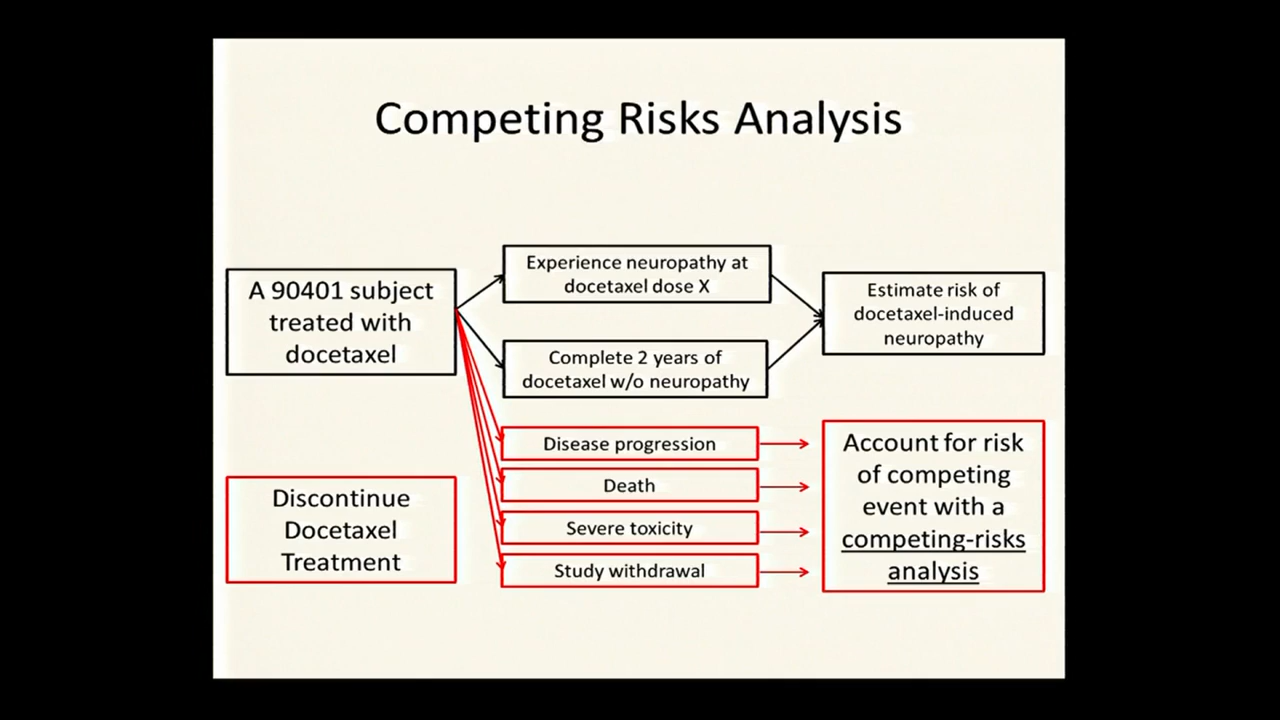 Competing Risks Analysis
A 90401 subject
treated with
docetaxel
Experience neuropathy at
docetaxel dose X
Complete 2 years of
docetaxel w/o neuropathy
Estimate risk of
docetaxel-induced
neuropathy
Discontinue
Docetaxel
Treatment
Disease progression
Death
Severe toxicity
Study withdrawal
Account for risk
of competing
event with a
competing-risks
analysis